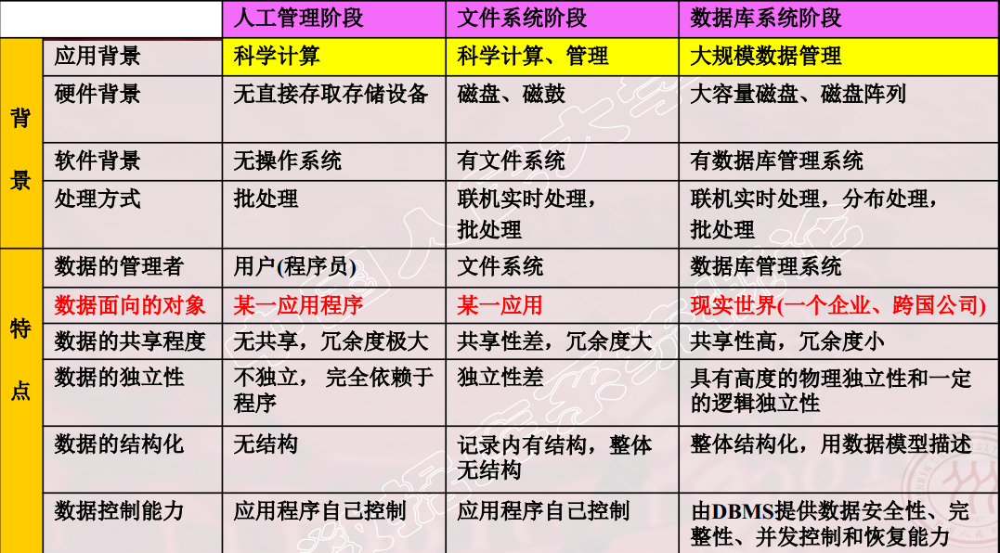 人工管理阶段 文件系统阶段 数据库系统阶段
背景
应用背景 科学计算 科学计算、管理 大规模数据管理
硬件背景 无直接存取存储设备 磁盘、磁鼓 大容量磁盘、磁盘阵列
软件背景 无操作系统 有文件系统 有数据库管理系统
处理方式 批处理 联机实时处理， 联机实时处理，分布处理，
批处理 批处理
特点
数据的管理者 用户(程序员) 文件系统 数据库管理系统
数据面向的对象 某一应用程序 某一应用 现实世界(一个企业、跨国公司)
数据的共享程度 无共享，冗余度极大 共享性差，冗余度大 共享性高，冗余度小
数据的独立性 不独立， 完全依赖于 独立性差 具有高度的物理独立性和一定
程序 的逻辑独立性
数据的结构化 无结构 记录内有结构，整体 整体结构化，用数据模型描述
无结构
数据控制能力 应用程序自己控制 应用程序自己控制 由DBMS提供数据安全性、完
整性、并发控制和恢复能力